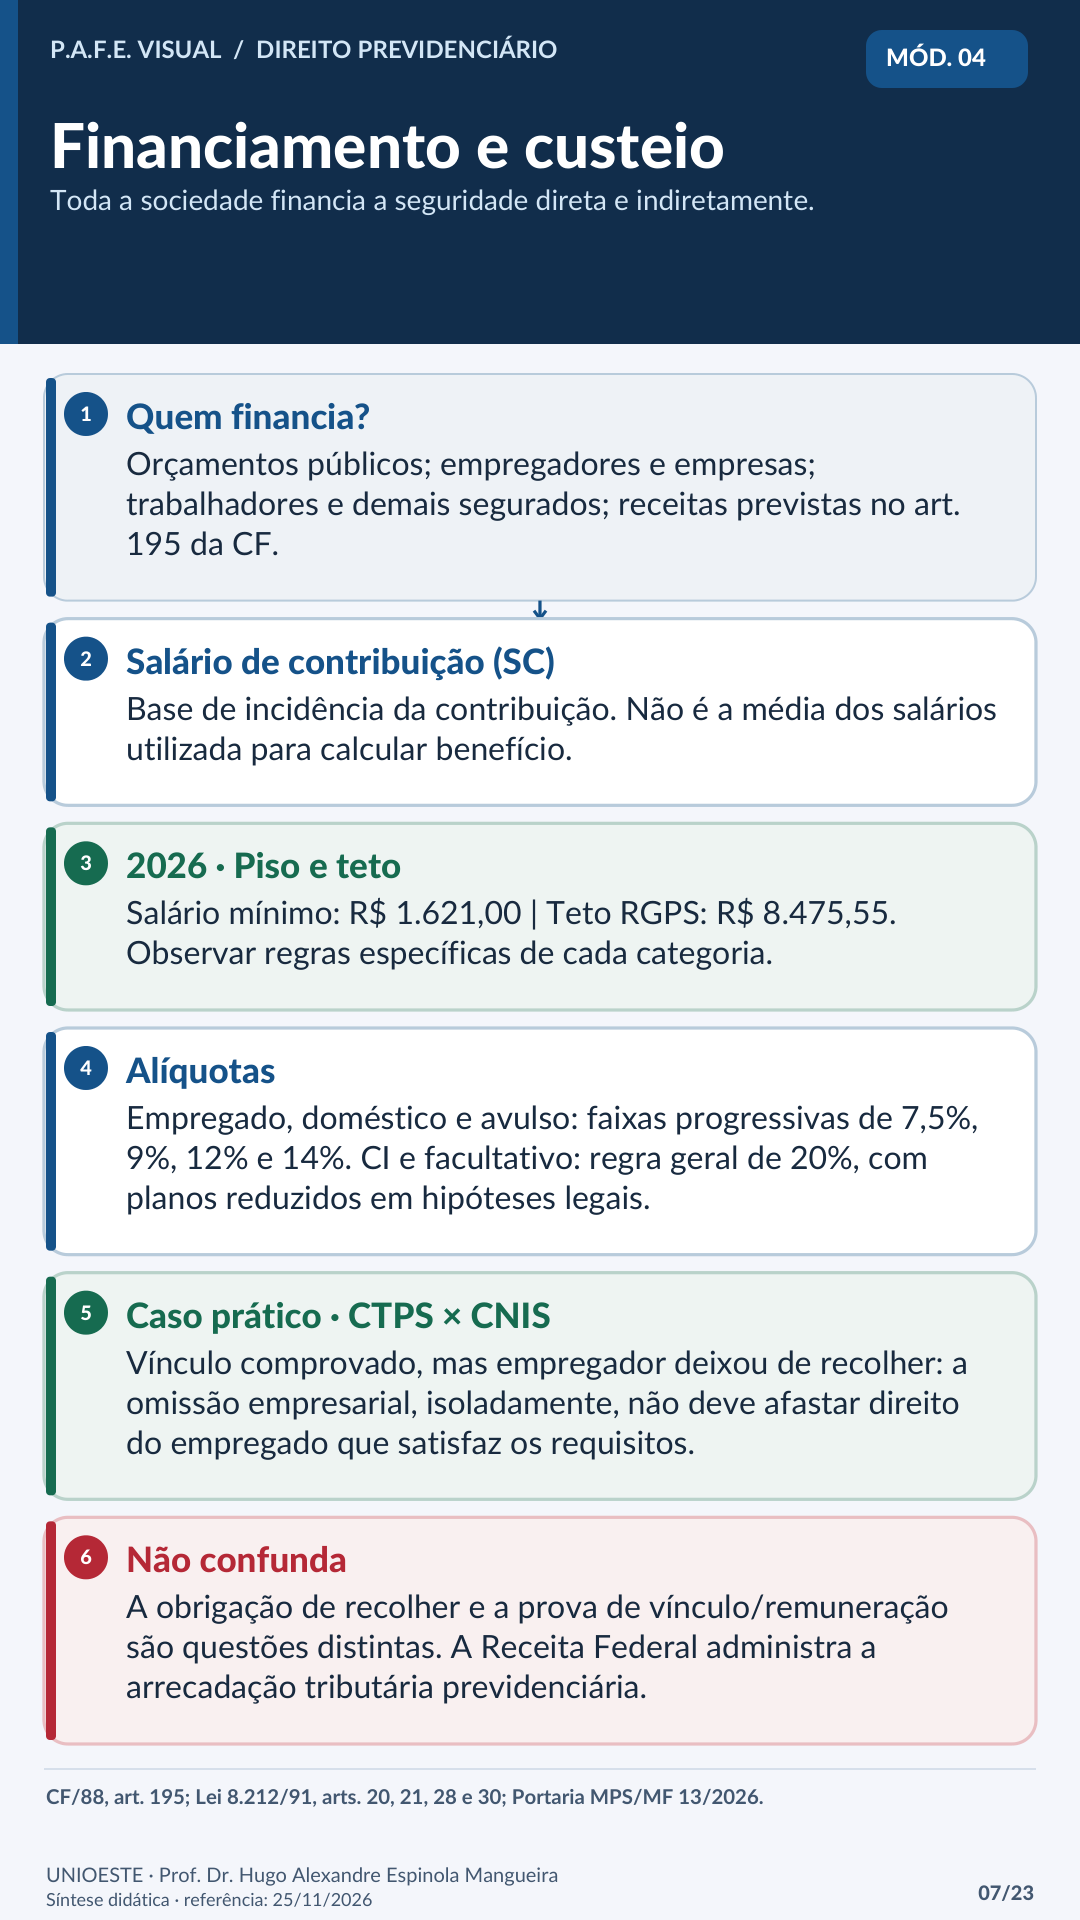 P.A.F.E. VISUAL / DIREITO PREVIDENCIÁRIO
MÓD. 04
Financiamento e custeio
Toda a sociedade financia a seguridade direta e indiretamente.
1
Quem financia?
Orçamentos públicos; empregadores e empresas;
trabalhadores e demais segurados; receitas previstas no art.
195 da CF.
↓
2
Salário de contribuição (SC)
Base de incidência da contribuição. Não é a média dos salários
utilizada para calcular benefício.
3
2026 · Piso e teto
Salário mínimo: R$ 1.621,00 | Teto RGPS: R$ 8.475,55.
Observar regras específicas de cada categoria.
4
Alíquotas
Empregado, doméstico e avulso: faixas progressivas de 7,5%,
9%, 12% e 14%. CI e facultativo: regra geral de 20%, com
planos reduzidos em hipóteses legais.
5
Caso prático · CTPS × CNIS
Vínculo comprovado, mas empregador deixou de recolher: a
omissão empresarial, isoladamente, não deve afastar direito
do empregado que satisfaz os requisitos.
6
Não confunda
A obrigação de recolher e a prova de vínculo/remuneração
são questões distintas. A Receita Federal administra a
arrecadação tributária previdenciária.
CF/88, art. 195; Lei 8.212/91, arts. 20, 21, 28 e 30; Portaria MPS/MF 13/2026.
UNIOESTE · Prof. Dr. Hugo Alexandre Espinola Mangueira
Síntese didática · referência: 25/11/2026
07/23